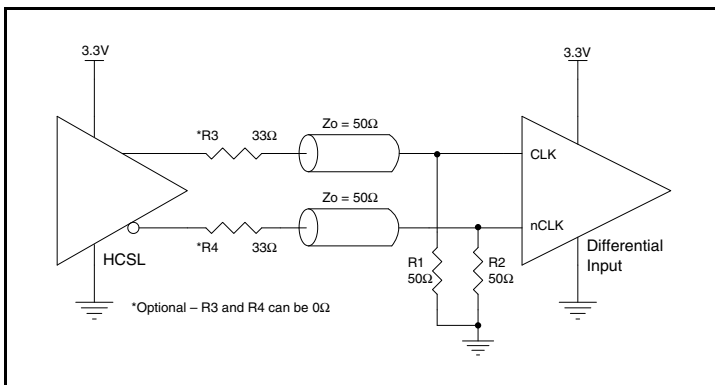 3.3V
3.3V
*R3
33Ω
Zo = 50Ω
CLK
Zo = 50Ω
nCLK
*R4
33Ω
HCSL
R1
50Ω
R2
50Ω
Differential
Input
*Optional – R3 and R4 can be 0Ω